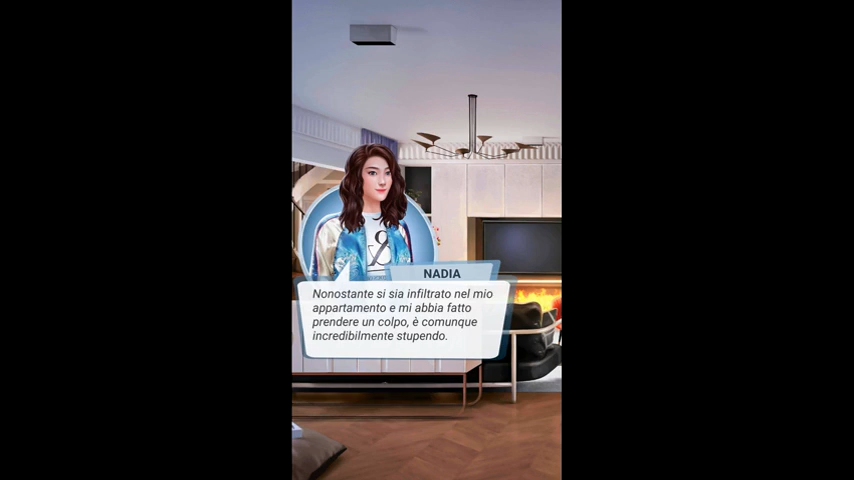 NADIA
Nonostante si sia infiltrato nel mio
appartamento e mi abbia fatto
prendere un colpo, è comunque
incredibilmente stupendo.